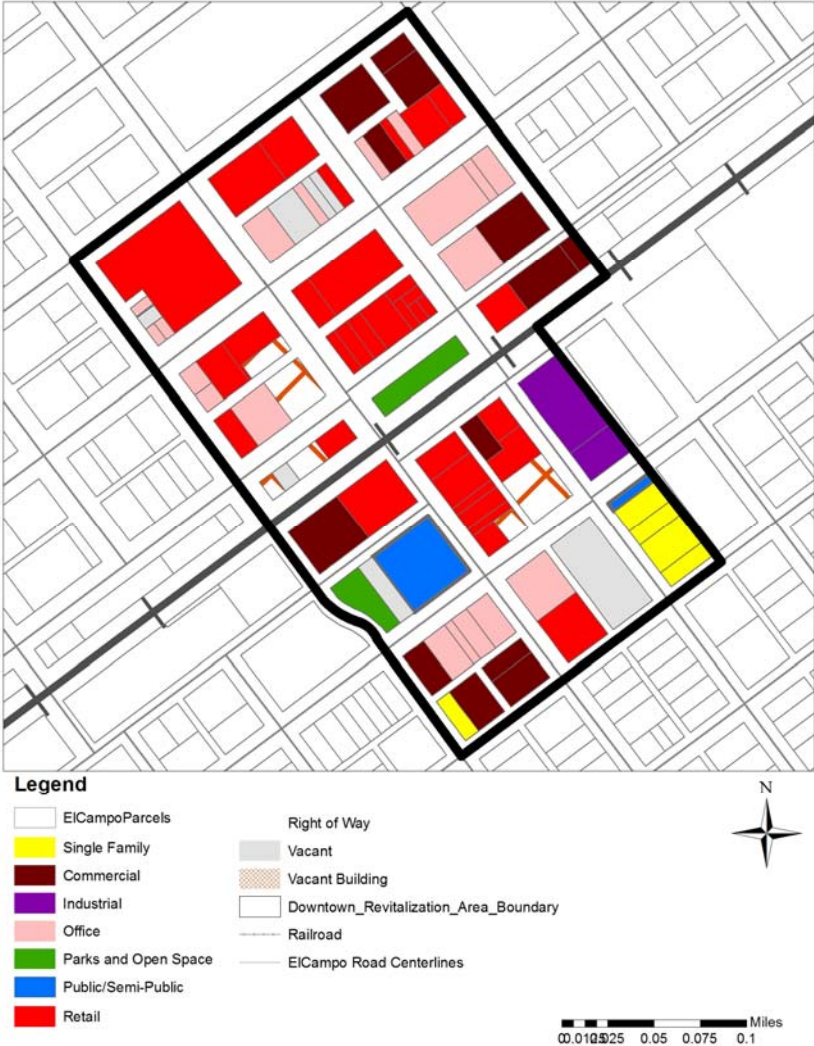 Legend
ElCampoParcels
Single Family
Commercial
Industrial
Office
Parks and Open Space
Public/Semi-Public
Retail
Right of Way
Vacant
Vacant Building
Downtown_Revitalization_Area_Boundary
Railroad
ElCampo Road Centerlines
N
Miles
0.05 0.075 0.1